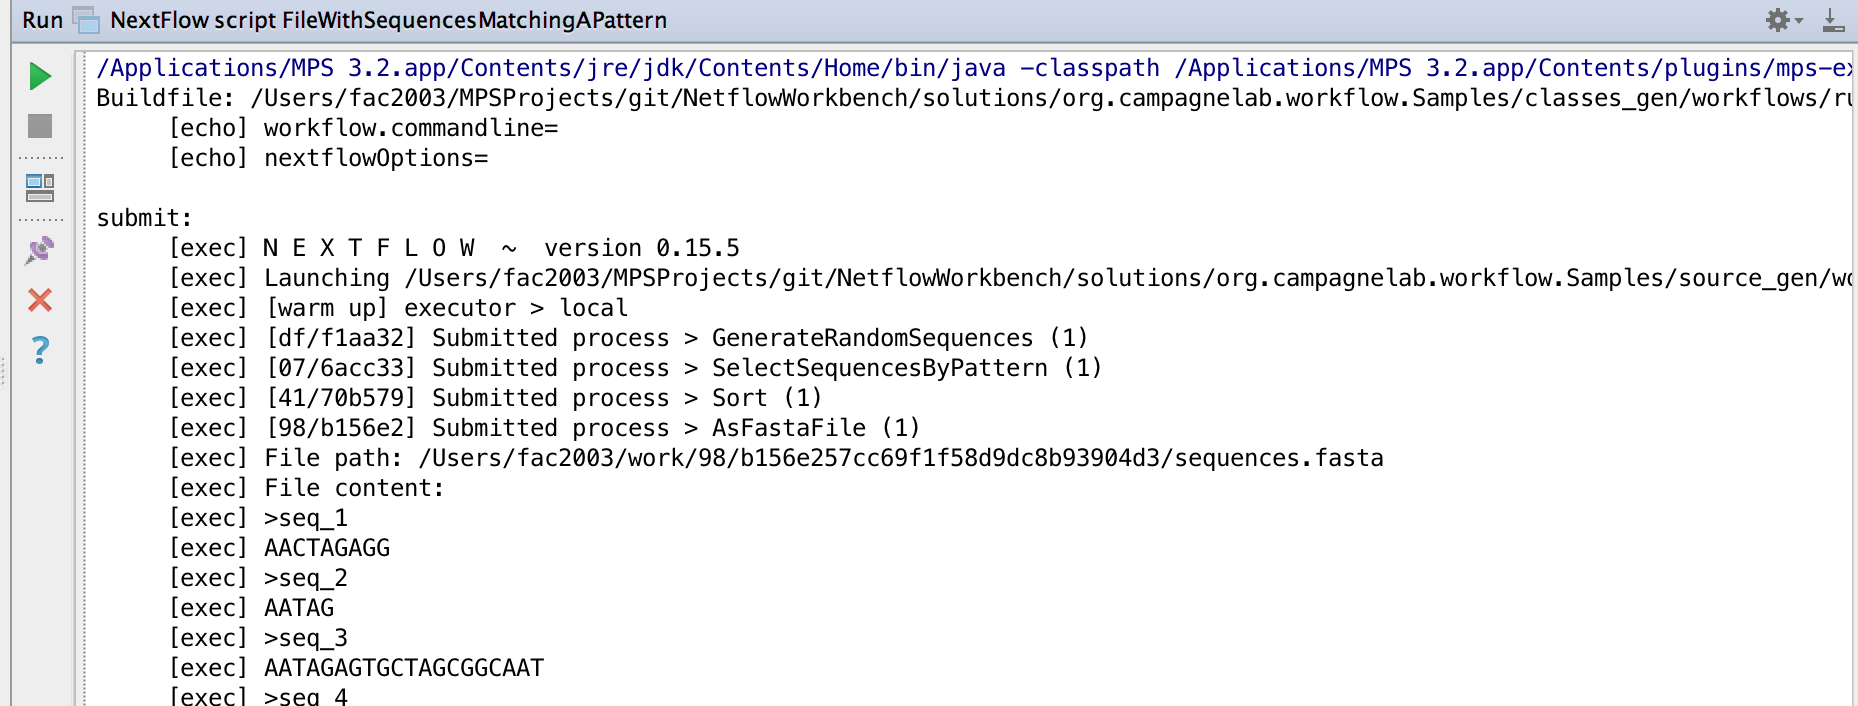 Run NextFlow script FileWithSequencesMatchingAPattern
/Applications/MPS 3.2.app/Contents/jre/jdk/Contents/Home/bin/java -classpath /Applications/MPS 3.2.app/Contents/plugins/mps-ex
Buildfile: /Users/fac2003/MPSProjects/git/NetflowWorkbench/solutions/org.campagnelab.workflow.Samples/classes_gen/workflows/ru
[echo] workflow.commandline=
[echo] nextflowOptions=
submit:
[exec] N E X T F L O W  ~  version 0.15.5
[exec] Launching /Users/fac2003/MPSProjects/git/NetflowWorkbench/solutions/org.campagnelab.workflow.Samples/source_gen/wo
[exec] [warm up] executor > local
[exec] [df/f1aa32] Submitted process > GenerateRandomSequences (1)
[exec] [07/6acc33] Submitted process > SelectSequencesByPattern (1)
[exec] [41/70b579] Submitted process > Sort (1)
[exec] [98/b156e2] Submitted process > AsFastaFile (1)
[exec] File path: /Users/fac2003/work/98/b156e257cc69f1f58d9dc8b93904d3/sequences.fasta
[exec] File content:
[exec] >seq_1
[exec] AACTAGAGG
[exec] >seq_2
[exec] AATAG
[exec] >seq_3
[exec] AATAGAGTGCTAGCGGCAAT
[exec] >seq_4